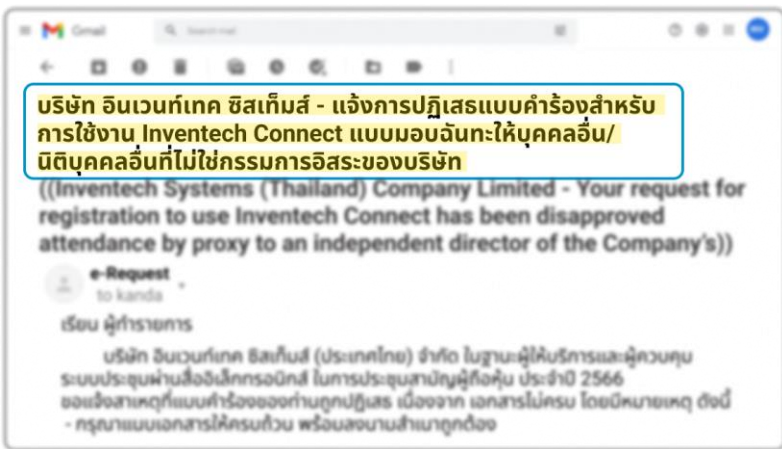 Gmail
Search mail
บริษัท อินเวนท์เทค ซิสเท็มส์ - แจ้งการปฏิเสธแบบคำร้องสำหรับ
การใช้งาน Inventech Connect แบบมอบฉันทะให้บุคคลอื่น/
นิติบุคคลอื่นที่ไม่ใช่กรรมการอิสระของบริษัท
((Inventech Systems (Thailand) Company Limited - Your request for
registration to use Inventech Connect has been disapproved
attendance by proxy to an independent director of the Company's))
e-Request
to kanda
เรียน ผู้ทำรายการ
บริษัท อินเวนท์เทค ซิสเท็มส์ (ประเทศไทย) จำกัด ในฐานะผู้ให้บริการและผู้ควบคุม
ระบบประชุมผ่านสื่ออิเล็กทรอนิกส์ ในการประชุมสามัญผู้ถือหุ้น ประจำปี 2566
ขอแจ้งสาเหตุที่แบบคำร้องของท่านถูกปฏิเสธ เนื่องจาก เอกสารไม่ครบ โดยมีหมายเหตุ ดังนี้
- กรุณาแนบเอกสารให้ครบถ้วน พร้อมลงนามสำเนาถูกต้อง